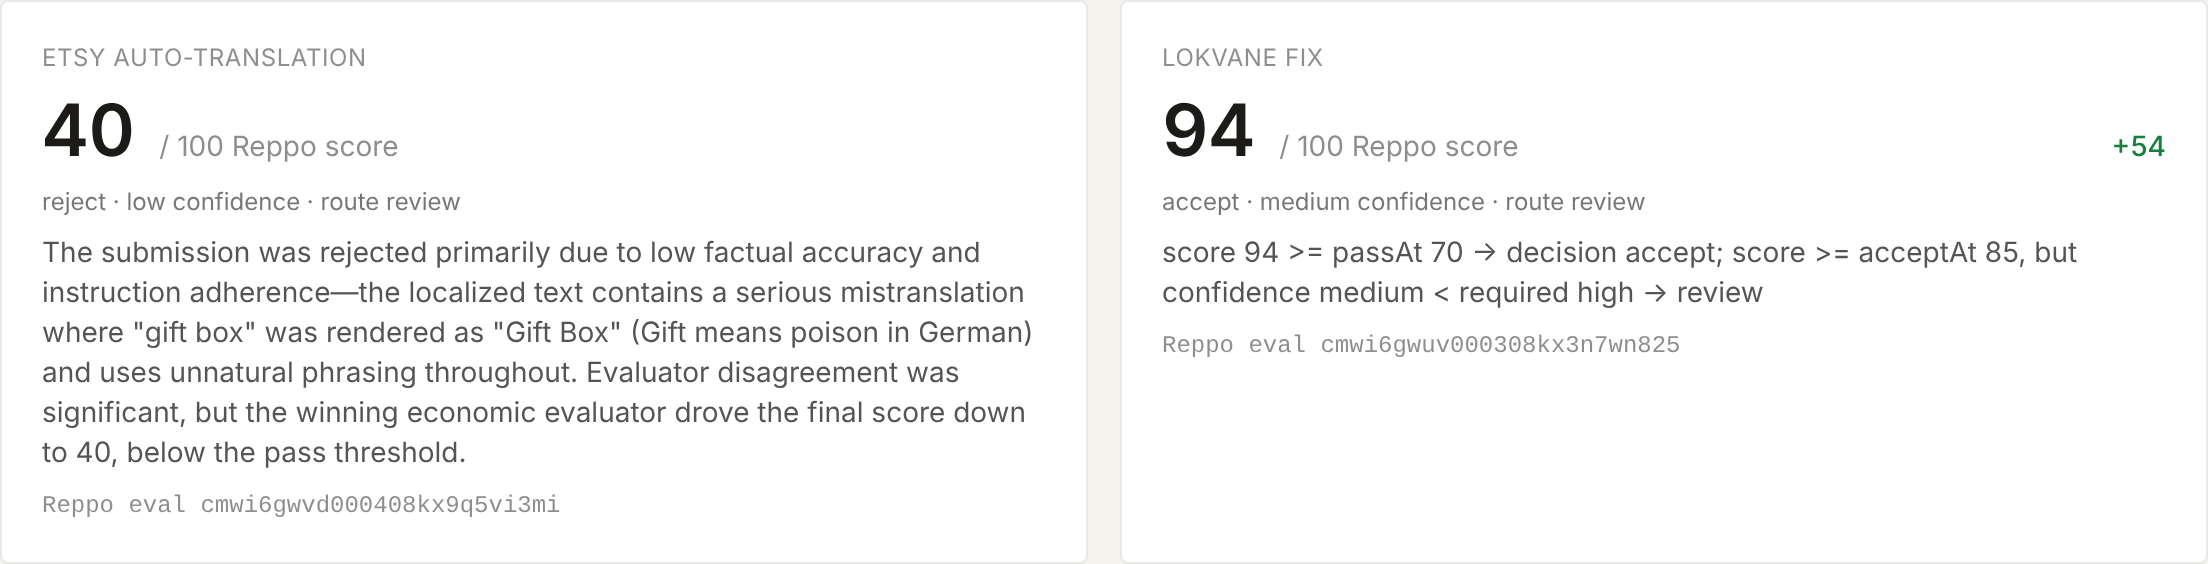 ETSY AUTO-TRANSLATION
40 / 100 Reppo score
reject · low confidence · route review
The submission was rejected primarily due to low factual accuracy and
instruction adherence—the localized text contains a serious mistranslation
where "gift box" was rendered as "Gift Box" (Gift means poison in German)
and uses unnatural phrasing throughout. Evaluator disagreement was
significant, but the winning economic evaluator drove the final score down
to 40, below the pass threshold.
Reppo eval cmwi6gwvd000408kx9q5vi3mi
LOKVANE FIX
94 / 100 Reppo score +54
accept · medium confidence · route review
score 94 >= passAt 70 → decision accept; score >= acceptAt 85, but
confidence medium < required high → review
Reppo eval cmwi6gwuv000308kx3n7wn825